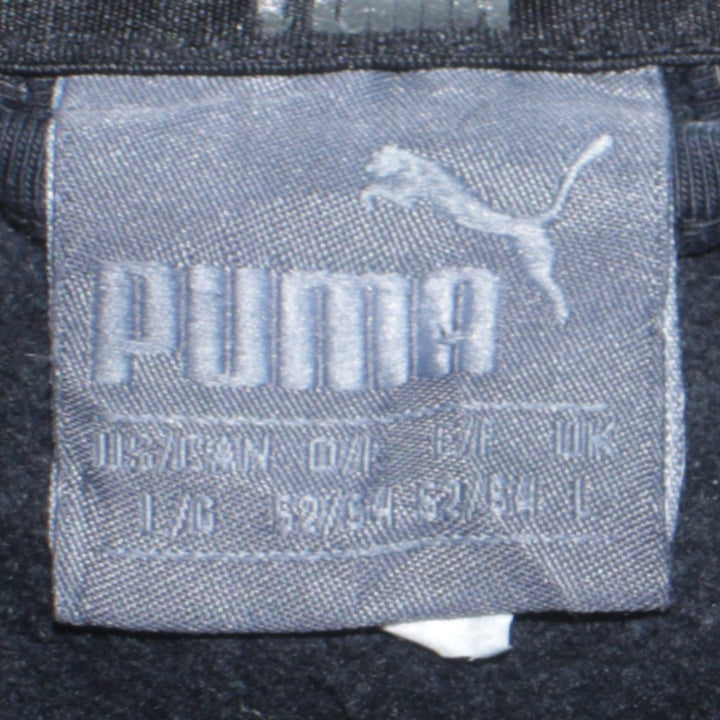 PUMA
US/CAN D/I E/F UK
L/G 52/54 52/54 L